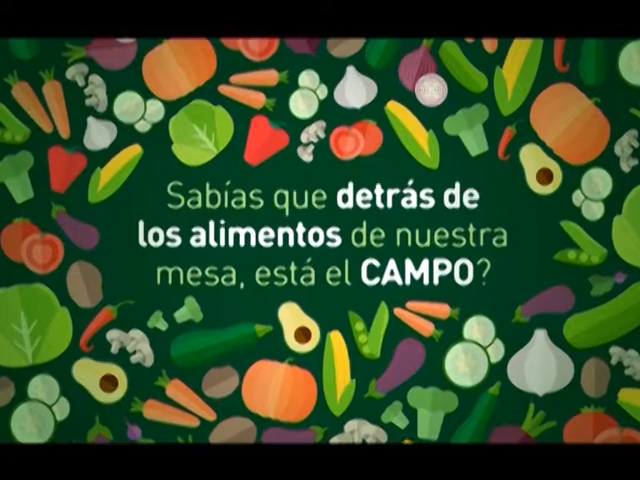 Sabías que detrás de
los alimentos de nuestra
mesa, está el CAMPO?